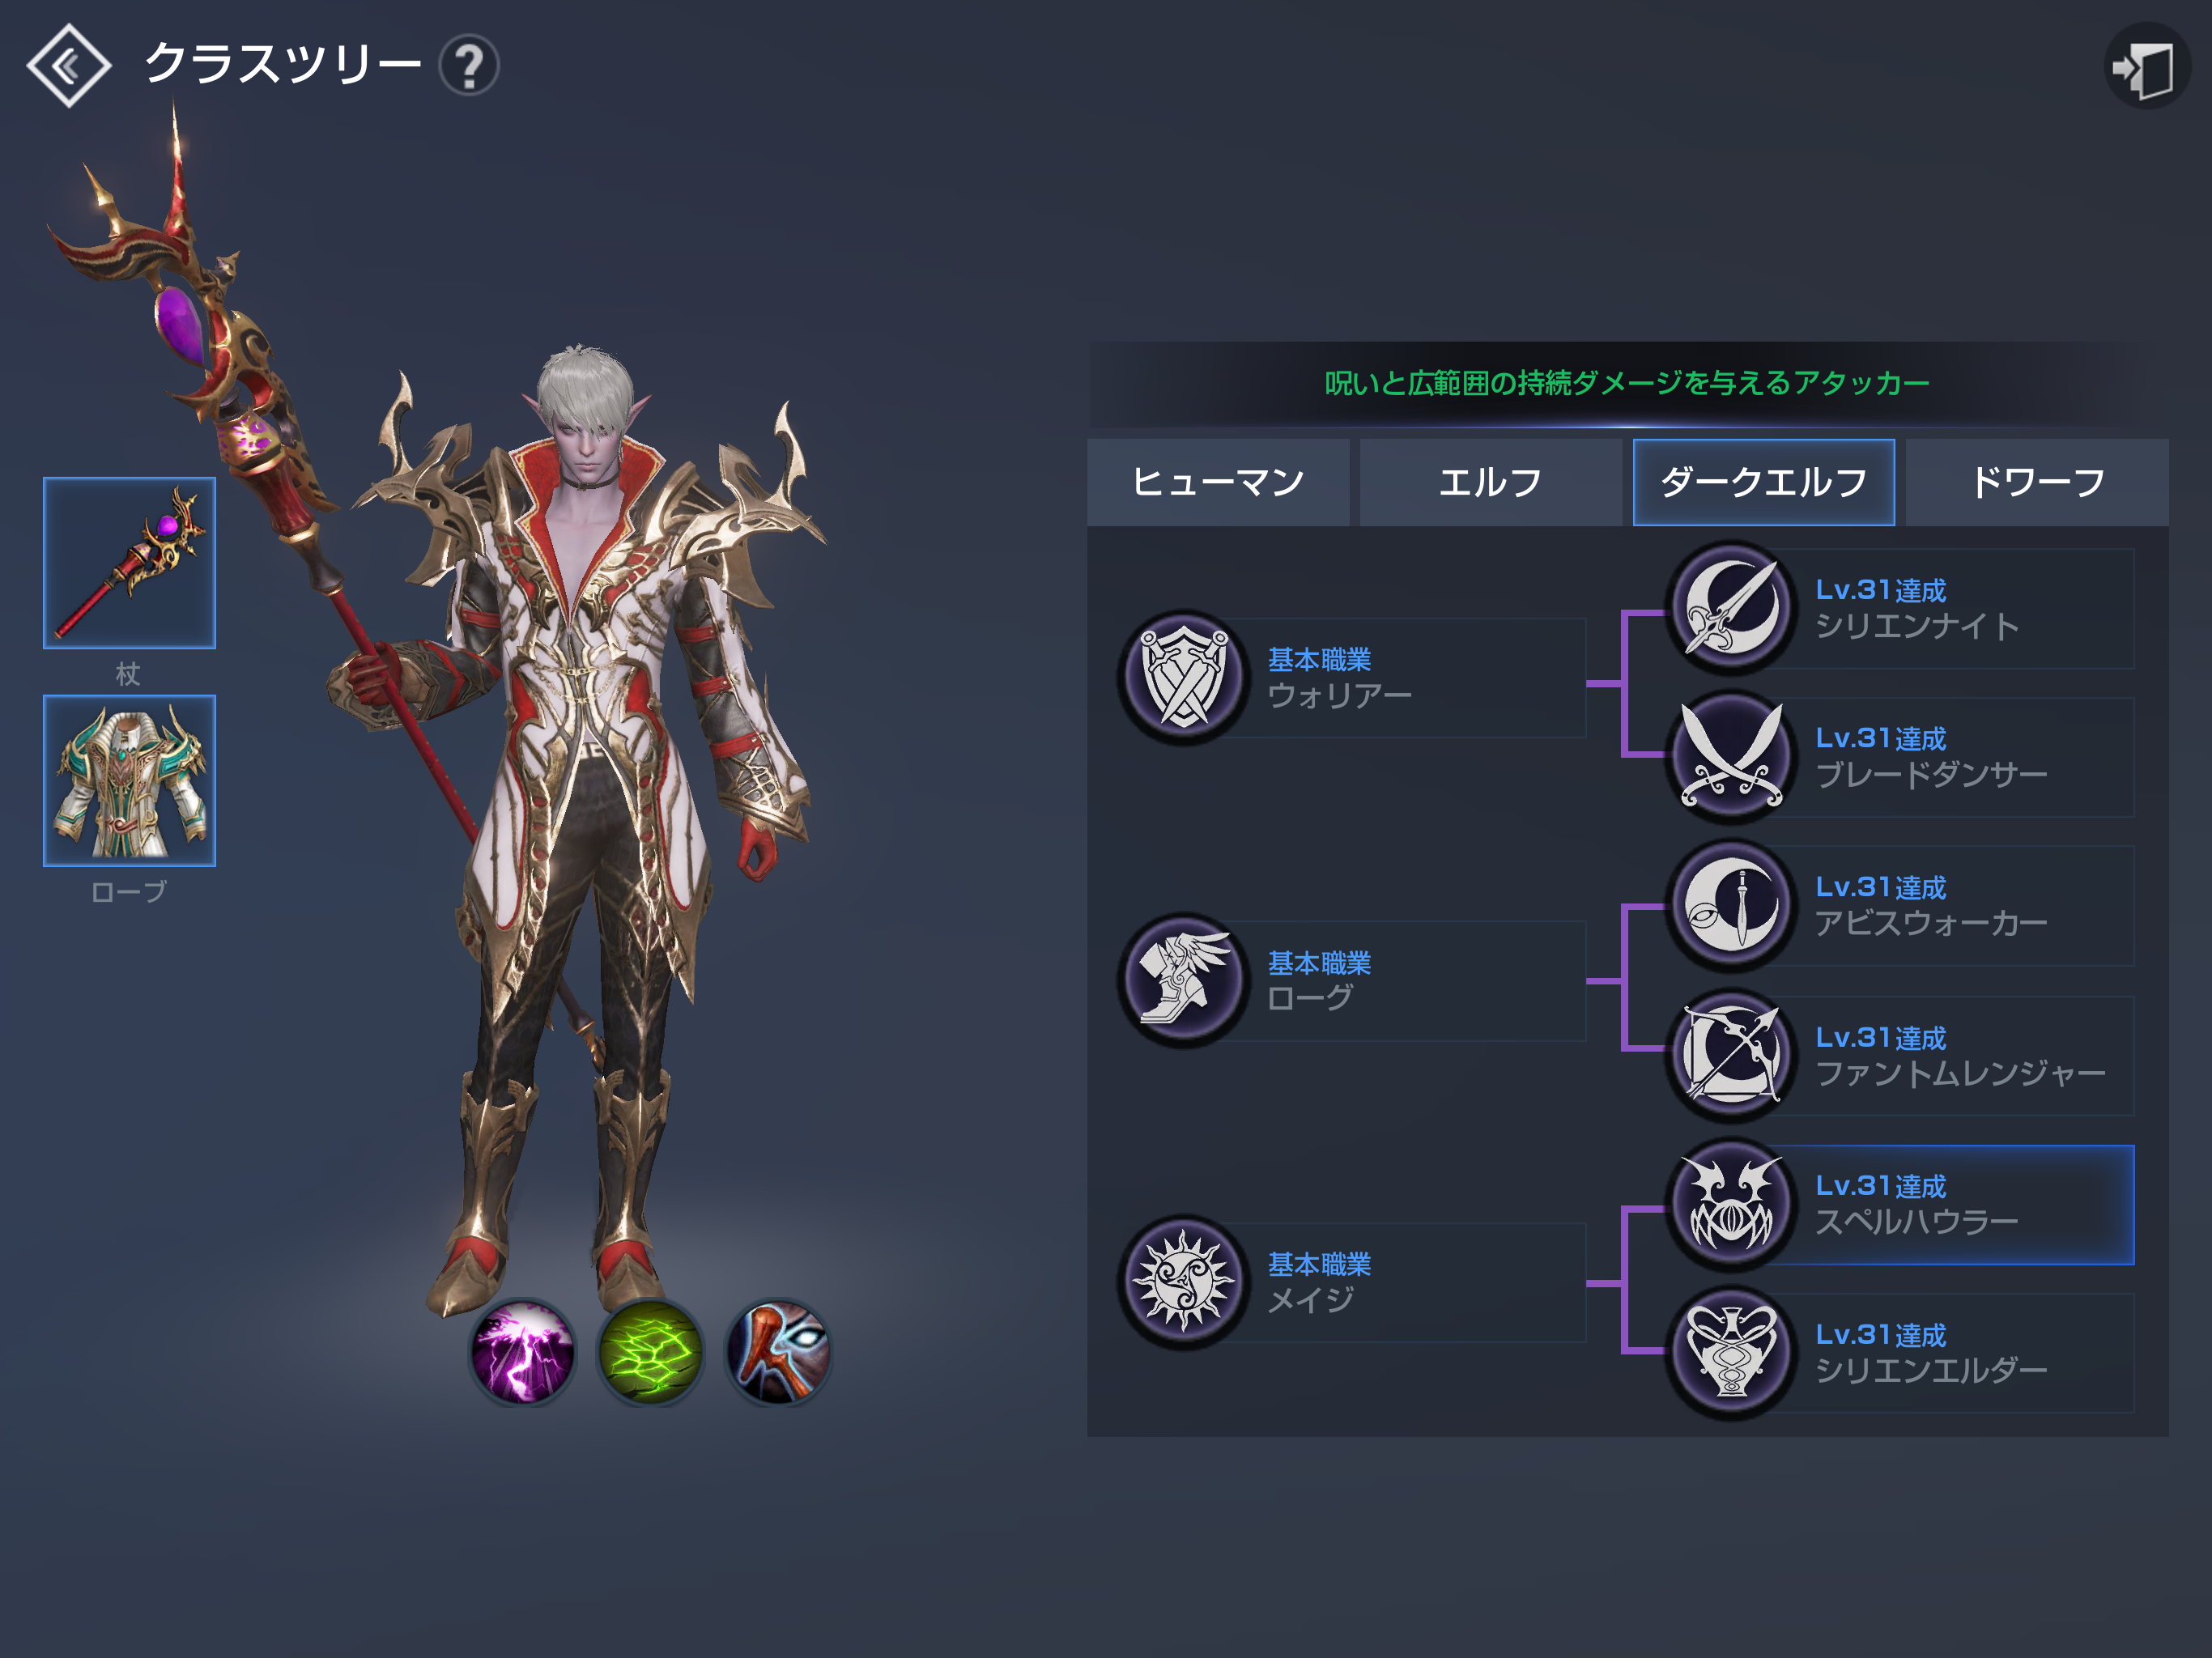 クラスツリー ?
杖
ローブ
呪いと広範囲の持続ダメージを与えるアタッカー
ヒューマン エルフ ダークエルフ ドワーフ
基本職業
ウォリアー
Lv.31達成
シリエンナイト
Lv.31達成
ブレードダンサー
基本職業
ローグ
Lv.31達成
アビスウォーカー
Lv.31達成
ファントムレンジャー
基本職業
メイジ
Lv.31達成
スペルハウラー
Lv.31達成
シリエンエルダー